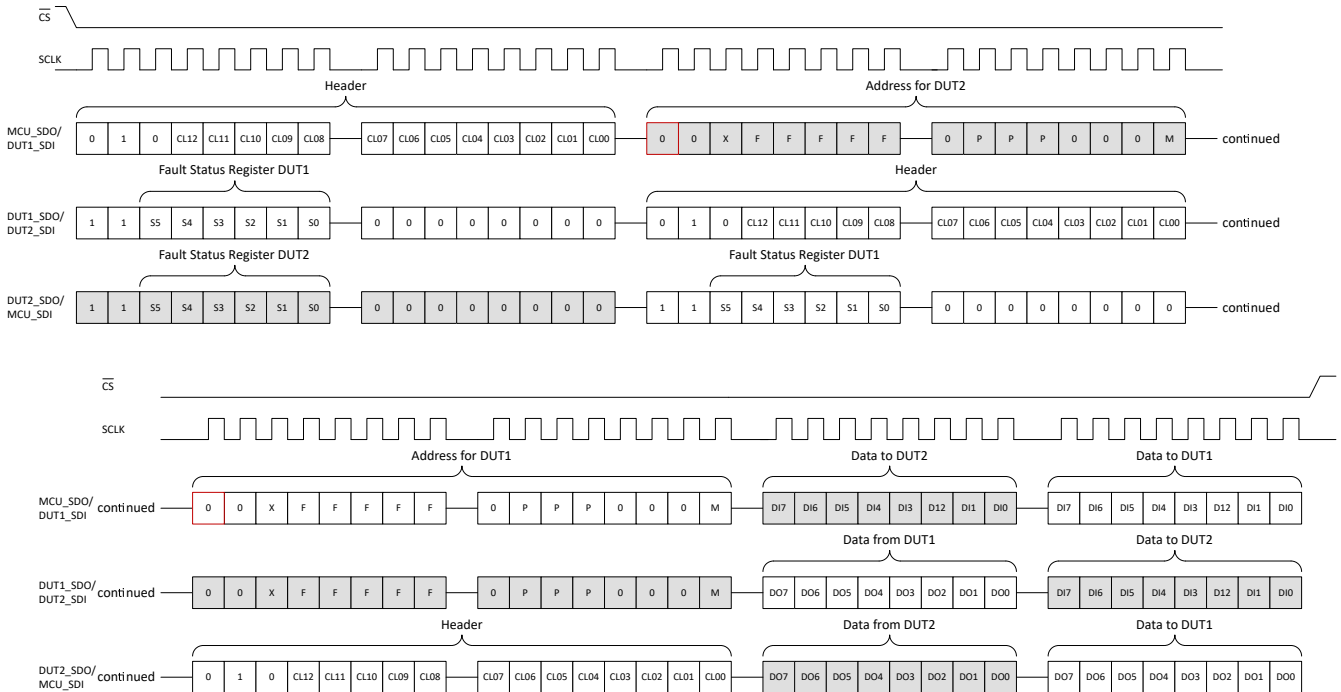 CS
SCLK
Header Address for DUT2
MCU_SDO/
DUT1_SDI
0 1 0 CL12 CL11 CL10 CL09 CL08 CL07 CL06 CL05 CL04 CL03 CL02 CL01 CL00 0 0 X F F F F F 0 P P P 0 0 0 M continued
Fault Status Register DUT1 Header
DUT1_SDO/
DUT2_SDI
1 1 S5 S4 S3 S2 S1 S0 0 0 0 0 0 0 0 0 0 1 0 CL12 CL11 CL10 CL09 CL08 CL07 CL06 CL05 CL04 CL03 CL02 CL01 CL00 continued
Fault Status Register DUT2 Fault Status Register DUT1
DUT2_SDO/
MCU_SDI
1 1 S5 S4 S3 S2 S1 S0 0 0 0 0 0 0 0 0 1 1 S5 S4 S3 S2 S1 S0 0 0 0 0 0 0 0 0 continued
CS
SCLK
Address for DUT1 Data to DUT2 Data to DUT1
MCU_SDO/
DUT1_SDI
continued 0 0 X F F F F F 0 P P P 0 0 0 M DI7 DI6 DI5 DI4 DI3 D12 DI1 DI0 DI7 DI6 DI5 DI4 DI3 D12 DI1 DI0
Data from DUT1 Data to DUT2
DUT1_SDO/
DUT2_SDI
continued 0 0 X F F F F F 0 P P P 0 0 0 M DO7 DO6 DO5 DO4 DO3 DO2 DO1 DO0 DI7 DI6 DI5 DI4 DI3 D12 DI1 DI0
Header Data from DUT2 Data to DUT1
DUT2_SDO/
MCU_SDI
continued 0 1 0 CL12 CL11 CL10 CL09 CL08 CL07 CL06 CL05 CL04 CL03 CL02 CL01 CL00 DO7 DO6 DO5 DO4 DO3 DO2 DO1 DO0 DO7 DO6 DO5 DO4 DO3 DO2 DO1 DO0